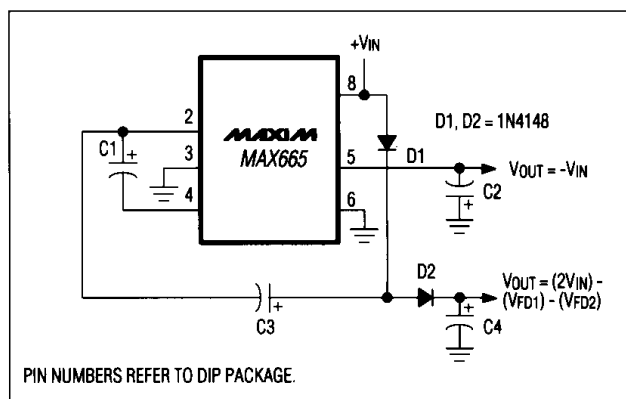 +VIN
8
2
MAXIM
MAX665
D1, D2 = 1N4148
C1
+
3
5
D1
VOUT = -VIN
4
6
C2
+
D2
VOUT = (2VIN) -
(VFD1) - (VFD2)
+
C3
+
C4
PIN NUMBERS REFER TO DIP PACKAGE.